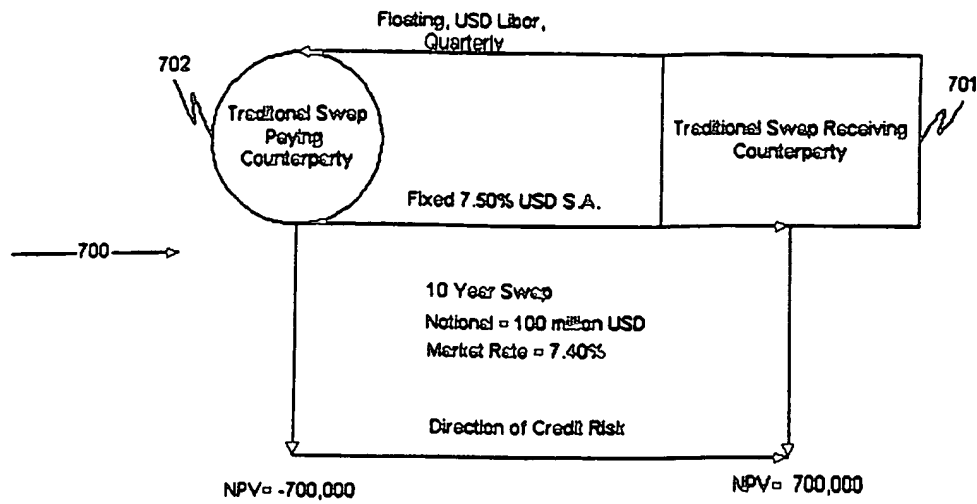 Floating, USD Libor,
Quarterly
702
701
Traditional Swap
Paying
Counterparty
Traditional Swap Receiving
Counterparty
Fixed 7.50% USD S.A.
700
10 Year Swap
Notional = 100 million USD
Market Rate = 7.40%
Direction of Credit Risk
NPV= -700,000
NPV= 700,000